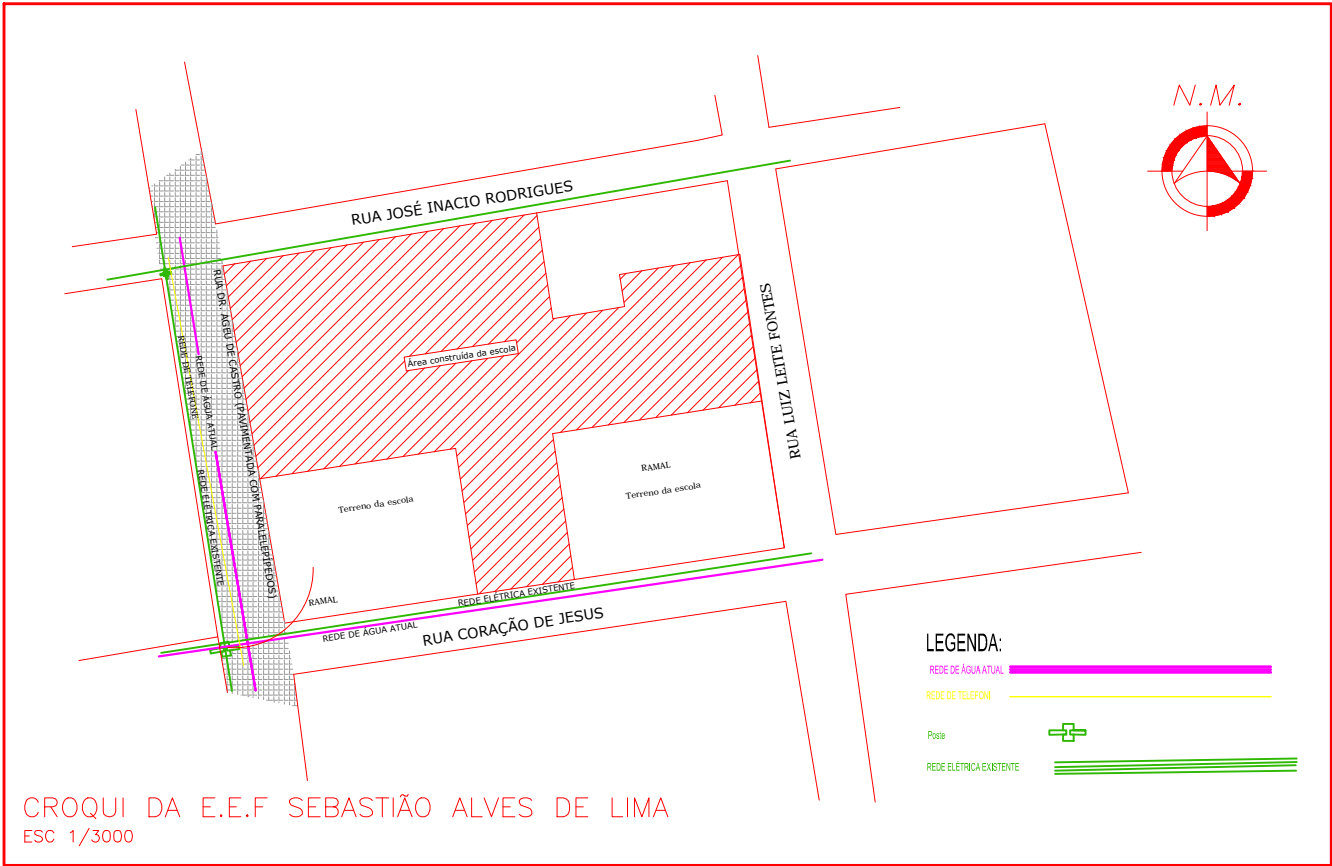 N.M.
RUA JOSÉ INACIO RODRIGUES
RUA DR. AGEU DE CASTRO (PAVIMENTADA COM PARALELEPÍPEDOS)
REDE DE TELEFONE
REDE DE ÁGUA ATUAL
REDE ELÉTRICA EXISTENTE
Área construída da escola
RUA LUIZ LEITE FONTES
RAMAL
Terreno da escola
Terreno da escola
RAMAL
REDE ELÉTRICA EXISTENTE
REDE DE ÁGUA ATUAL
RUA CORAÇÃO DE JESUS
LEGENDA:
REDE DE ÁGUA ATUAL
REDE DE TELEFONE
Poste
REDE ELÉTRICA EXISTENTE
CROQUI DA E.E.F SEBASTIÃO ALVES DE LIMA
ESC 1/3000